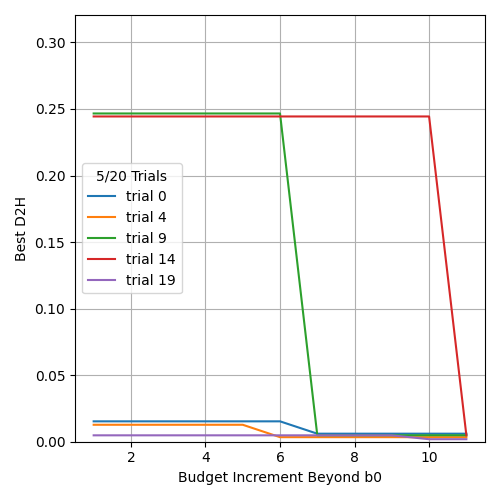 0.30
0.25
0.20
0.15
0.10
0.05
0.00
Best D2H
5/20 Trials
trial 0
trial 4
trial 9
trial 14
trial 19
2 4 6 8 10
Budget Increment Beyond b0